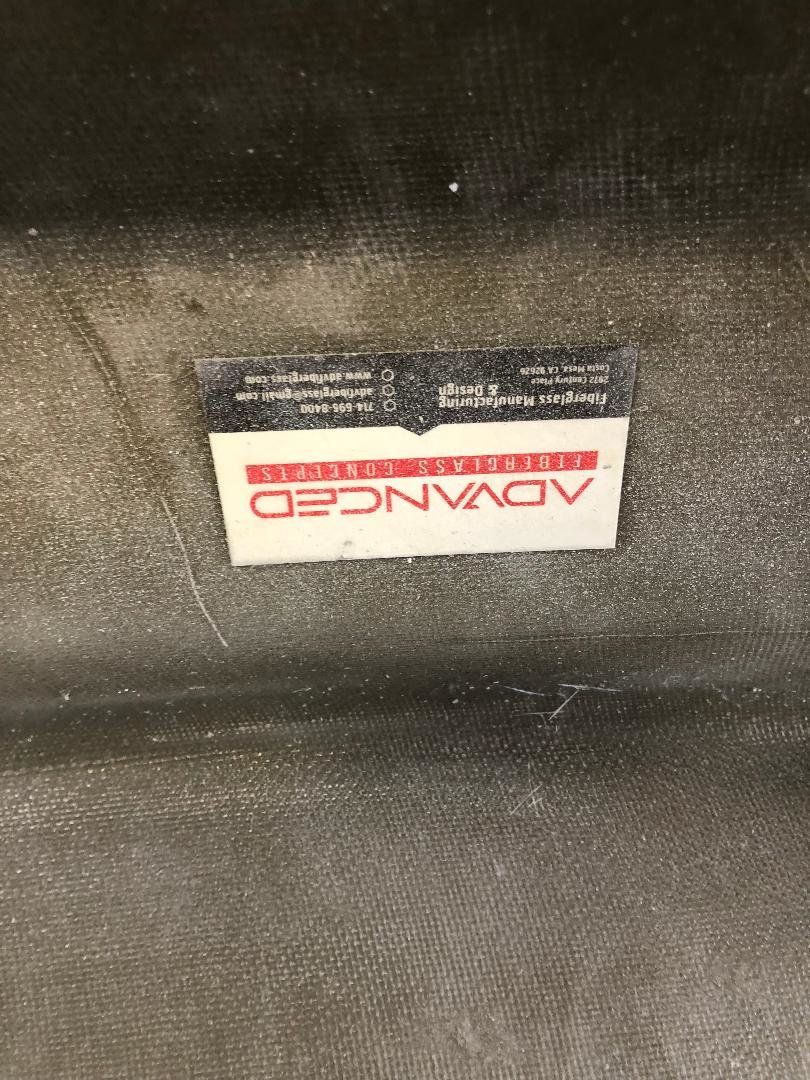 ADVANCED
FIBERGLASS CONCEPTS
Fiberglass Manufacturing
& Design
2972 Century Place
Costa Mesa, CA 92626
714-695-8400
advfiberglass@gmail.com
www.advfiberglass.com